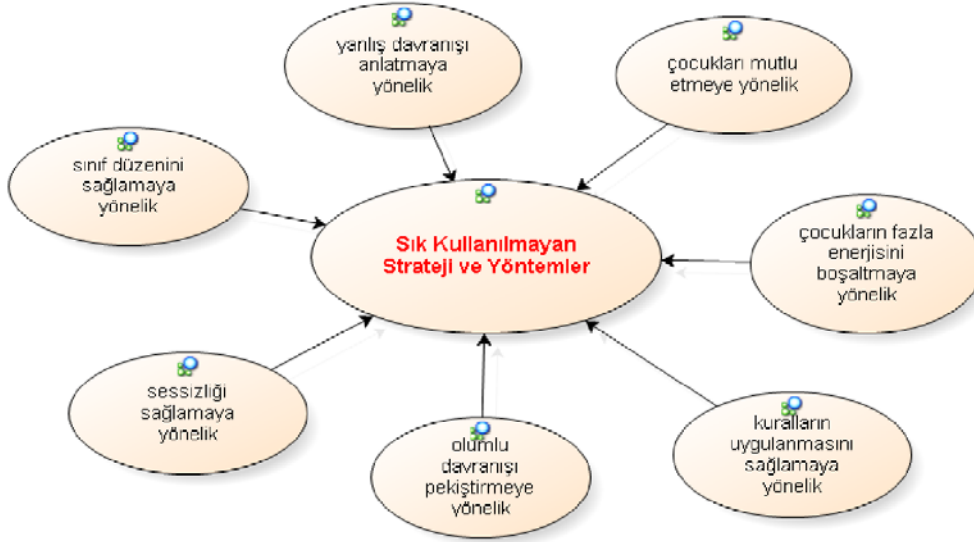 yanlış davranışı
anlatmaya
yönelik
çocukları mutlu
etmeye yönelik
sınıf düzenini
sağlamaya
yönelik
Sık Kullanılmayan
Strateji ve Yöntemler
çocukların fazla
enerjisini
boşaltmaya
yönelik
sessizliği
sağlamaya
yönelik
olumlu
davranışı
pekiştirmeye
yönelik
kuralların
uygulanmasını
sağlamaya
yönelik